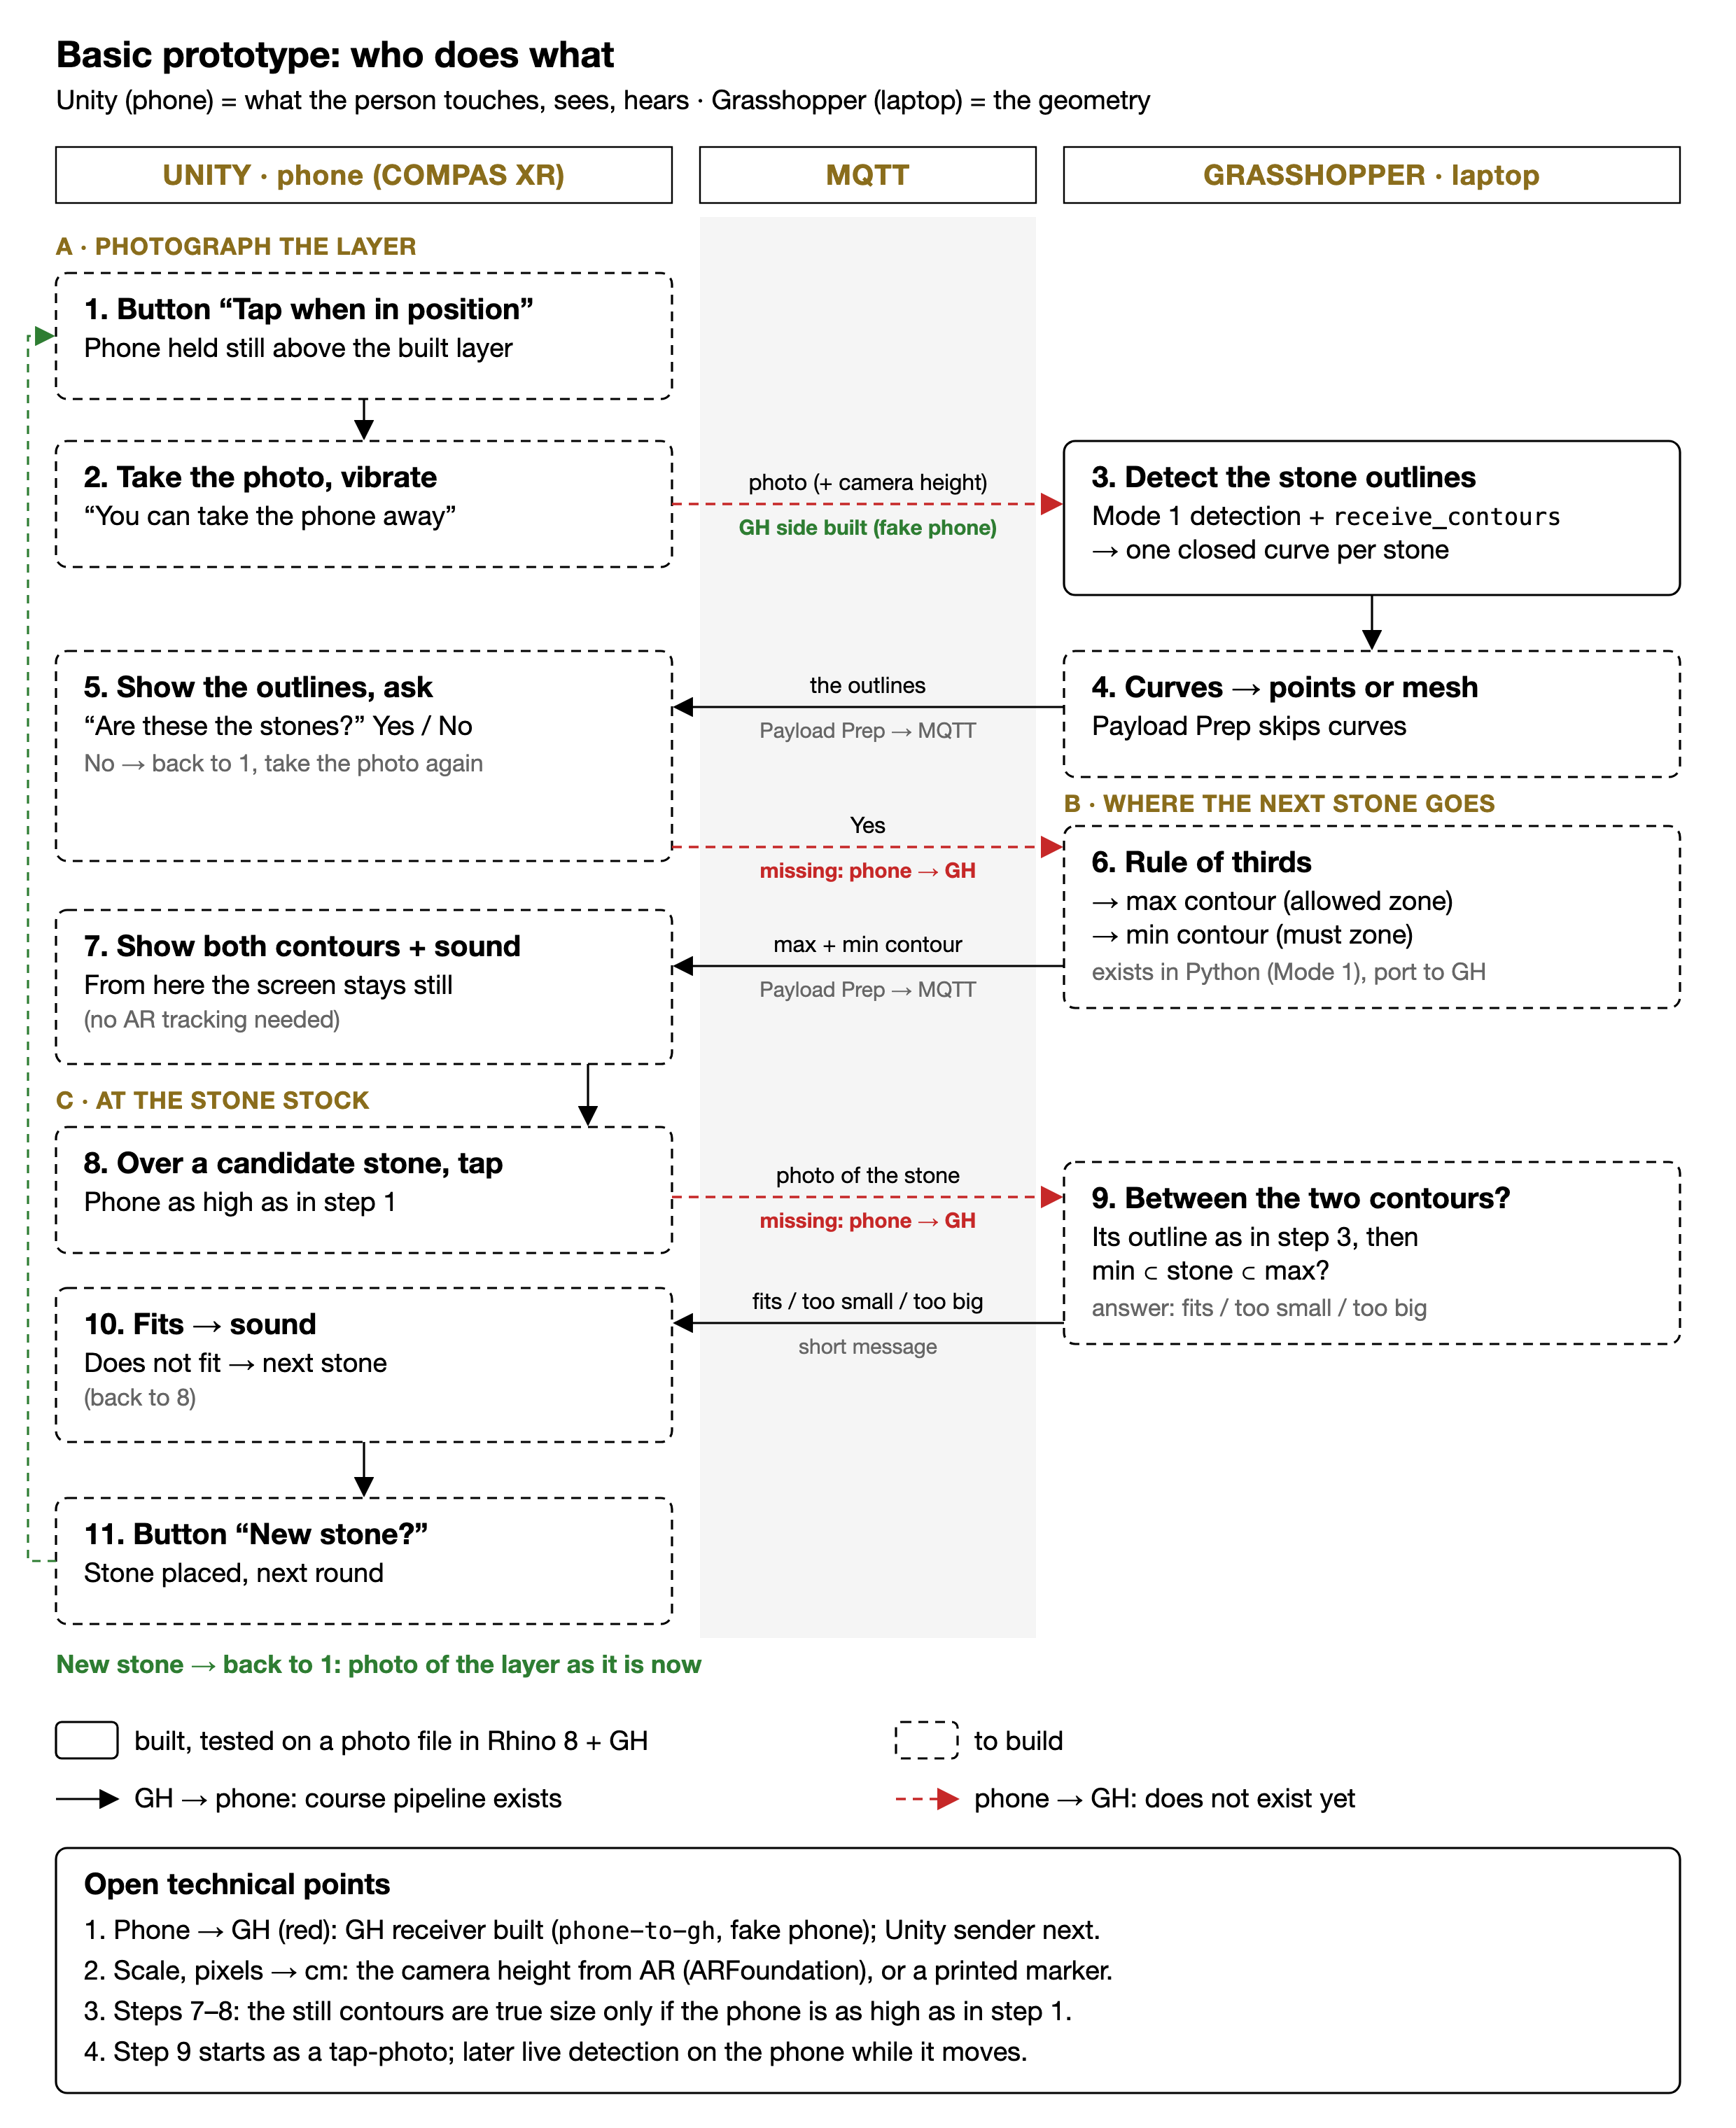 Basic prototype: who does what
Unity (phone) = what the person touches, sees, hears · Grasshopper (laptop) = the geometry
UNITY · phone (COMPAS XR)
MQTT
GRASSHOPPER · laptop
A · PHOTOGRAPH THE LAYER
1. Button “Tap when in position”
Phone held still above the built layer
2. Take the photo, vibrate
“You can take the phone away”
photo (+ camera height)
GH side built (fake phone)
3. Detect the stone outlines
Mode 1 detection + receive_contours
→ one closed curve per stone
5. Show the outlines, ask
“Are these the stones?” Yes / No
No → back to 1, take the photo again
the outlines
Payload Prep → MQTT
4. Curves → points or mesh
Payload Prep skips curves
B · WHERE THE NEXT STONE GOES
Yes
missing: phone → GH
6. Rule of thirds
→ max contour (allowed zone)
→ min contour (must zone)
exists in Python (Mode 1), port to GH
7. Show both contours + sound
From here the screen stays still
(no AR tracking needed)
max + min contour
Payload Prep → MQTT
C · AT THE STONE STOCK
8. Over a candidate stone, tap
Phone as high as in step 1
photo of the stone
missing: phone → GH
9. Between the two contours?
Its outline as in step 3, then
min ⊂ stone ⊂ max?
answer: fits / too small / too big
10. Fits → sound
Does not fit → next stone
(back to 8)
fits / too small / too big
short message
11. Button “New stone?”
Stone placed, next round
New stone → back to 1: photo of the layer as it is now
built, tested on a photo file in Rhino 8 + GH
to build
GH → phone: course pipeline exists
phone → GH: does not exist yet
Open technical points
1. Phone → GH (red): GH receiver built (phone-to-gh, fake phone); Unity sender next.
2. Scale, pixels → cm: the camera height from AR (ARFoundation), or a printed marker.
3. Steps 7–8: the still contours are true size only if the phone is as high as in step 1.
4. Step 9 starts as a tap-photo; later live detection on the phone while it moves.